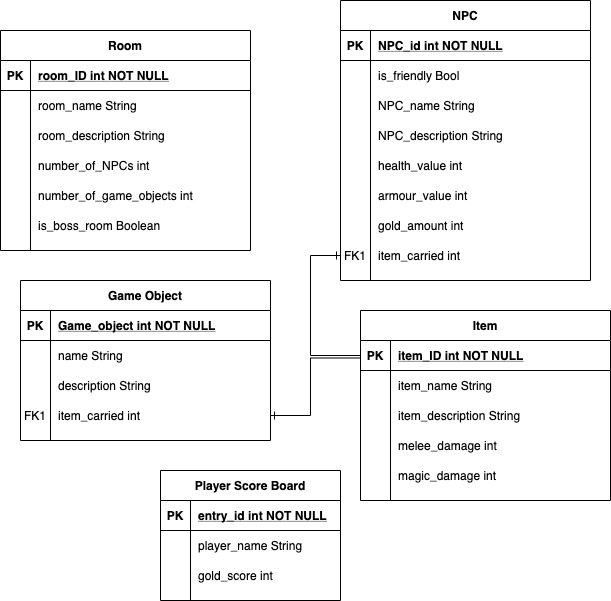 Room
PK room_ID int NOT NULL
room_name String
room_description String
number_of_NPCs int
number_of_game_objects int
is_boss_room Boolean
NPC
PK NPC_id int NOT NULL
is_friendly Bool
NPC_name String
NPC_description String
health_value int
armour_value int
gold_amount int
FK1 item_carried int
Game Object
PK Game_object int NOT NULL
name String
description String
FK1 item_carried int
Item
PK item_ID int NOT NULL
item_name String
item_description String
melee_damage int
magic_damage int
Player Score Board
PK entry_id int NOT NULL
player_name String
gold_score int